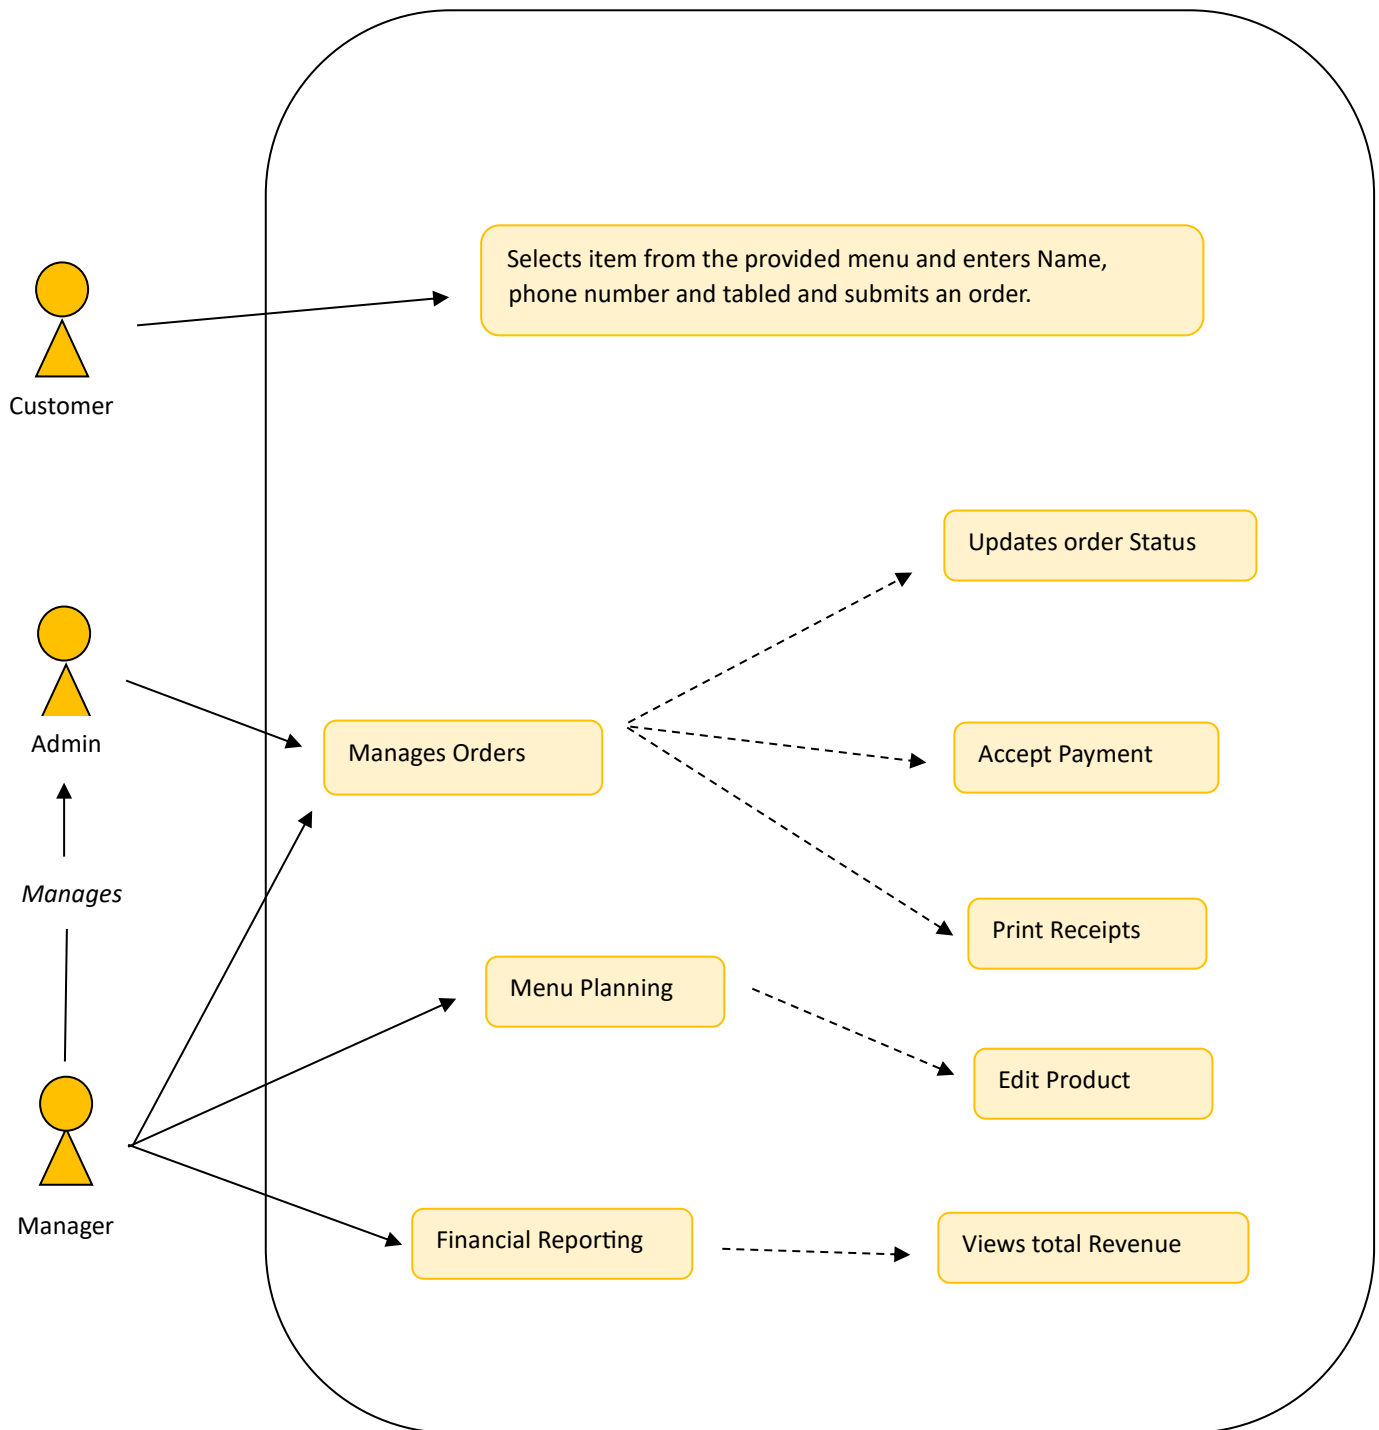 Selects item from the provided menu and enters Name,
phone number and tabled and submits an order.
Customer
Updates order Status
Admin
Manages Orders
Accept Payment
Manages
Print Receipts
Menu Planning
Edit Product
Manager
Financial Reporting
Views total Revenue